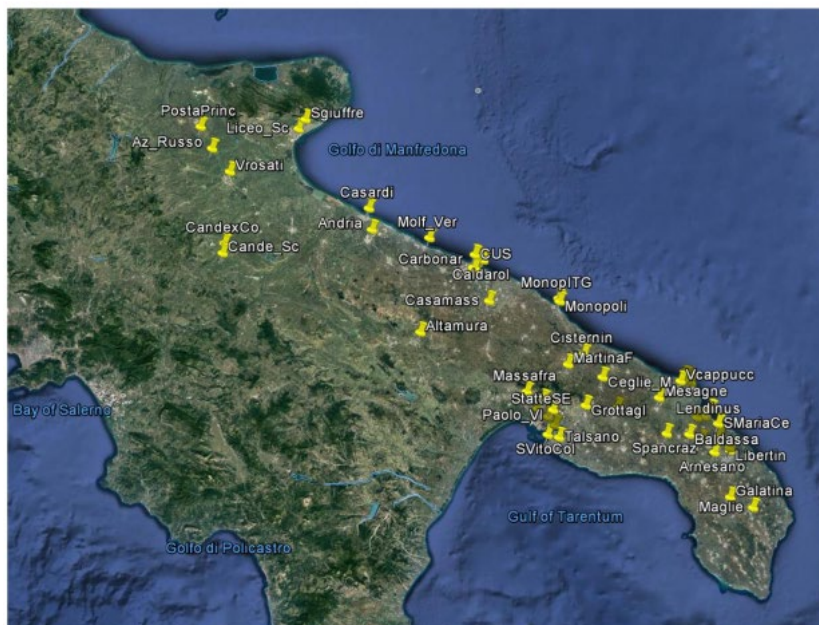 PostaPrinc
Sgiuffre
Liceo_Sc
Az_Russo
Golfo di Manfredona
Vrosati
Casardi
Andria
Molf_Ver
CandexCo
Cande_Sc
CUS
Carbonar
Caldarol
MonoplTG
Casamass
Monopoli
Altamura
Cisternin
MartinaF
Massafra
Ceglie_M
Vcappucc
Mesagne
StatteSE
Bay of Salerno
Paolo_VI
Grottagl
Lendinus
SMariaCe
Talsano
SVitoCol
Spancraz
Baldassa
Libertin
Arnesano
Galatina
Maglie
Gulf of Tarentum
Golfo di Policastro